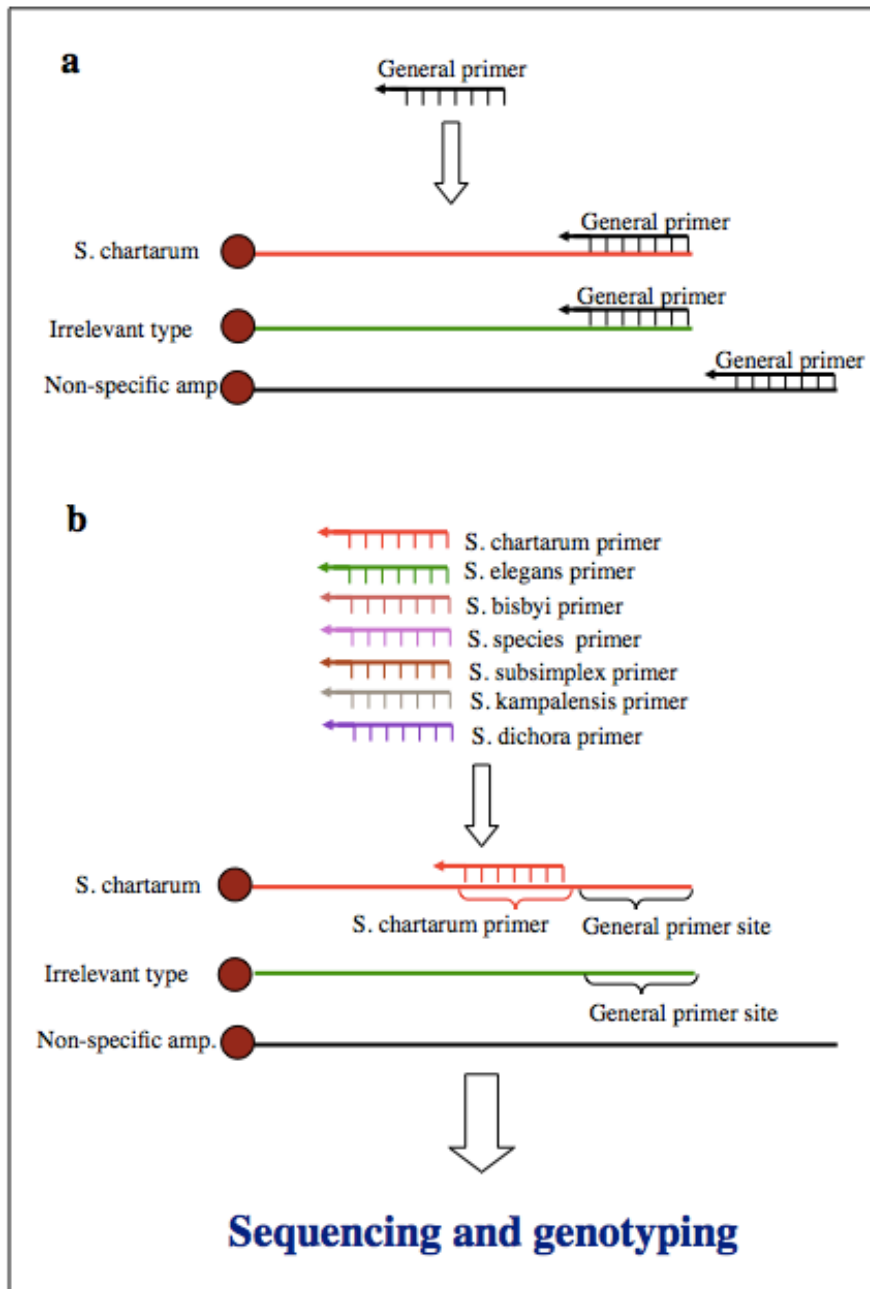 a
General primer
General primer
S. chartarum
General primer
Irrelevant type
General primer
Non-specific amp
b
S. chartarum primer
S. elegans primer
S. bisbyi primer
S. species primer
S. subsimplex primer
S. kampalensis primer
S. dichora primer
S. chartarum
S. chartarum primer
General primer site
Irrelevant type
General primer site
Non-specific amp.
Sequencing and genotyping